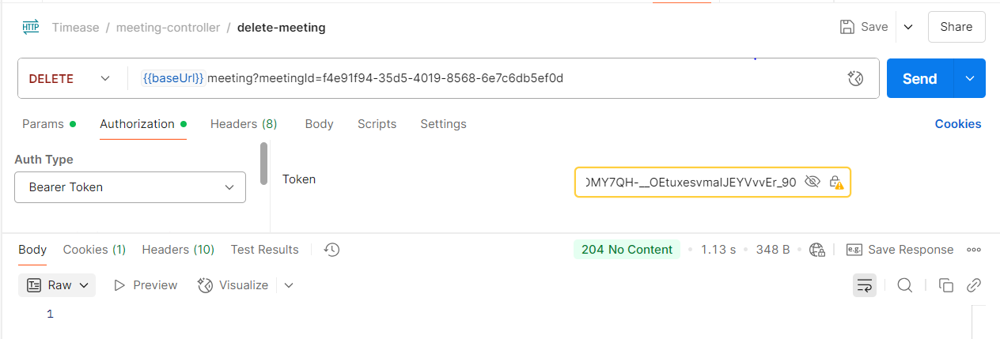 HTTP Timease / meeting-controller / delete-meeting Save Share
DELETE {{baseUrl}} meeting?meetingId=f4e91f94-35d5-4019-8568-6e7c6db5ef0d Send
Params Authorization Headers (8) Body Scripts Settings Cookies
Auth Type
Bearer Token
Token OMY7QH-__OEtuxesvmaIJEYVvvEr_90
Body Cookies (1) Headers (10) Test Results 204 No Content 1.13 s 348 B e.g. Save Response
Raw Preview Visualize
1